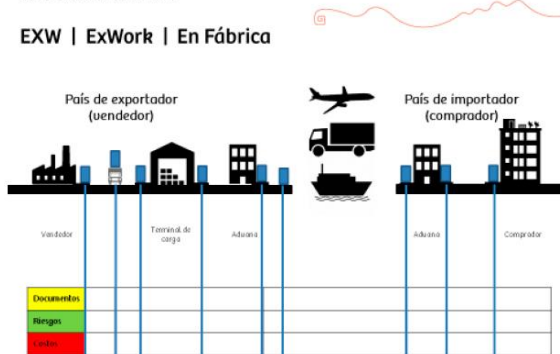 EXW | ExWork | En Fábrica
País de exportador
(vendedor)
País de importador
(comprador)
Vendedor
Terminal de
carga
Aduana
Aduana
Comprador
Documentos
Riesgos
Costos